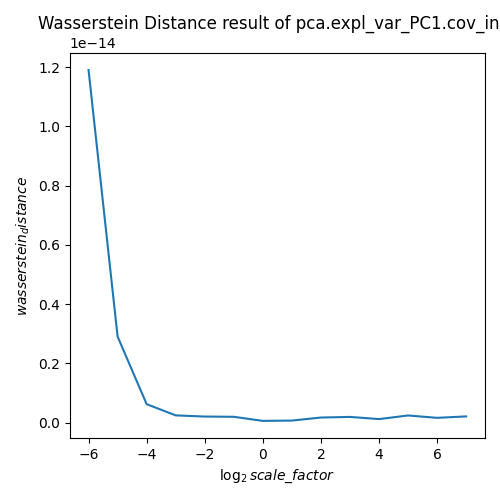 Wasserstein Distance result of pca.expl_var_PC1.cov_in
1e−14
1.2
1.0
0.8
0.6
0.4
0.2
0.0
wasserstein_distance
−6 −4 −2 0 2 4 6
log₂ scale_factor